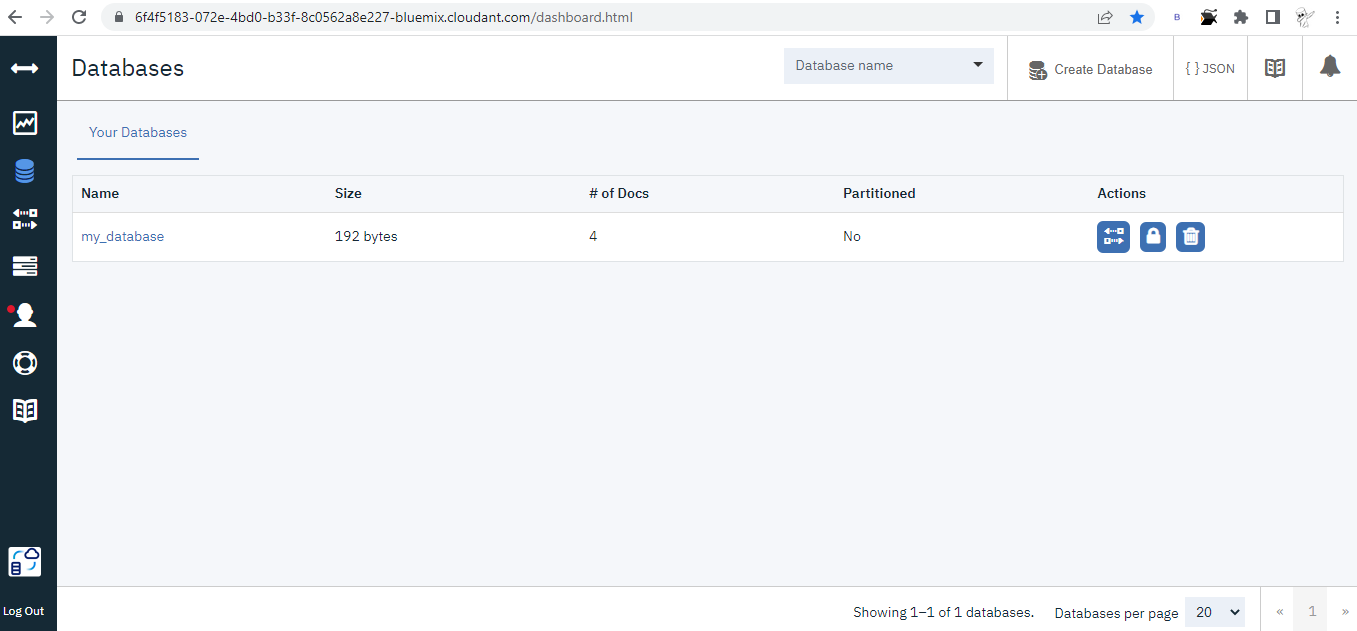 6f4f5183-072e-4bd0-b33f-8c0562a8e227-bluemix.cloudant.com/dashboard.html
B
Databases
Database name
Create Database
{ } JSON
Your Databases
Name Size # of Docs Partitioned Actions
my_database 192 bytes 4 No
Log Out
Showing 1–1 of 1 databases. Databases per page 20 « 1 »